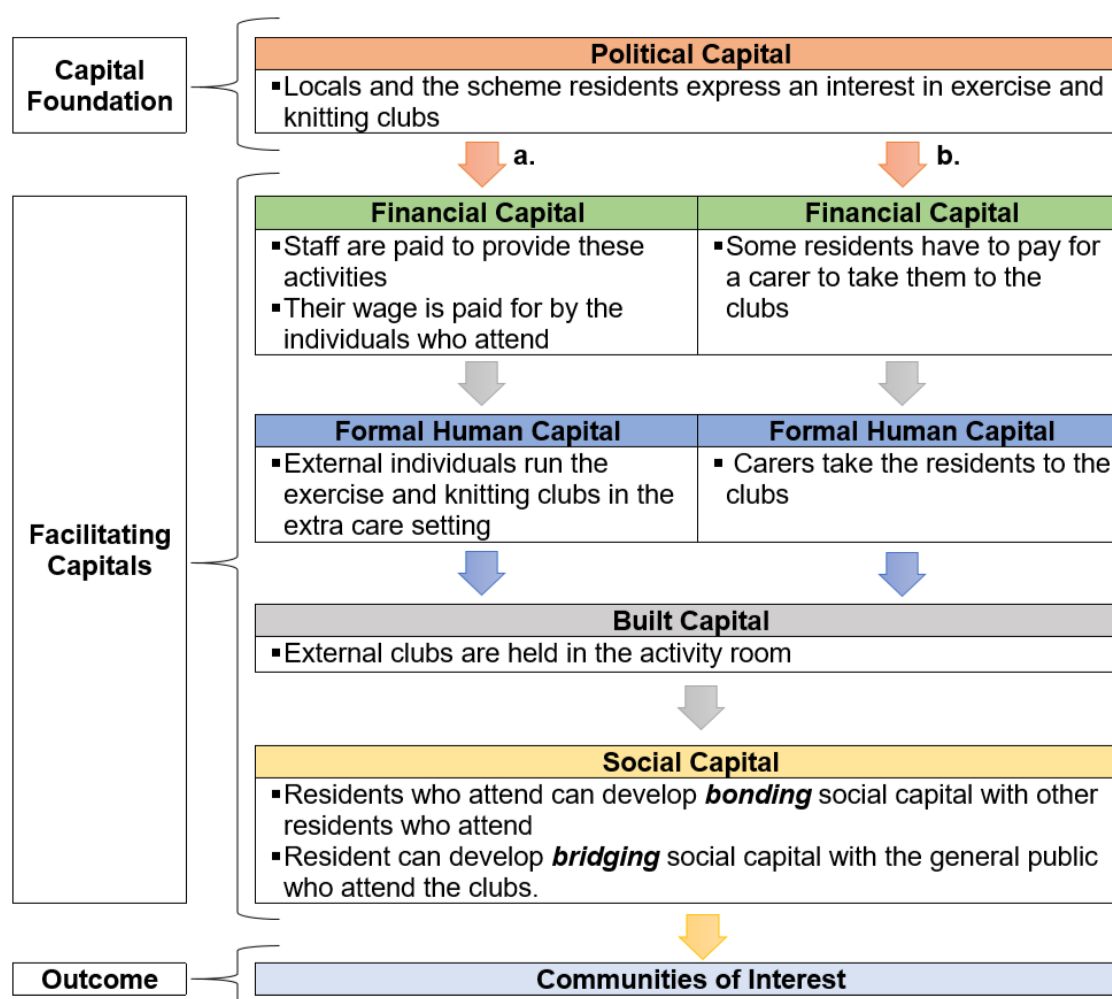 Capital
Foundation
Political Capital
▪Locals and the scheme residents express an interest in exercise and
knitting clubs
a.
b.
Facilitating
Capitals
Financial Capital
▪Staff are paid to provide these
activities
▪Their wage is paid for by the
individuals who attend
Financial Capital
▪Some residents have to pay for
a carer to take them to the
clubs
Formal Human Capital
▪External individuals run the
exercise and knitting clubs in the
extra care setting
Formal Human Capital
▪ Carers take the residents to the
clubs
Built Capital
▪External clubs are held in the activity room
Social Capital
▪Residents who attend can develop bonding social capital with other
residents who attend
▪Resident can develop bridging social capital with the general public
who attend the clubs.
Outcome
Communities of Interest